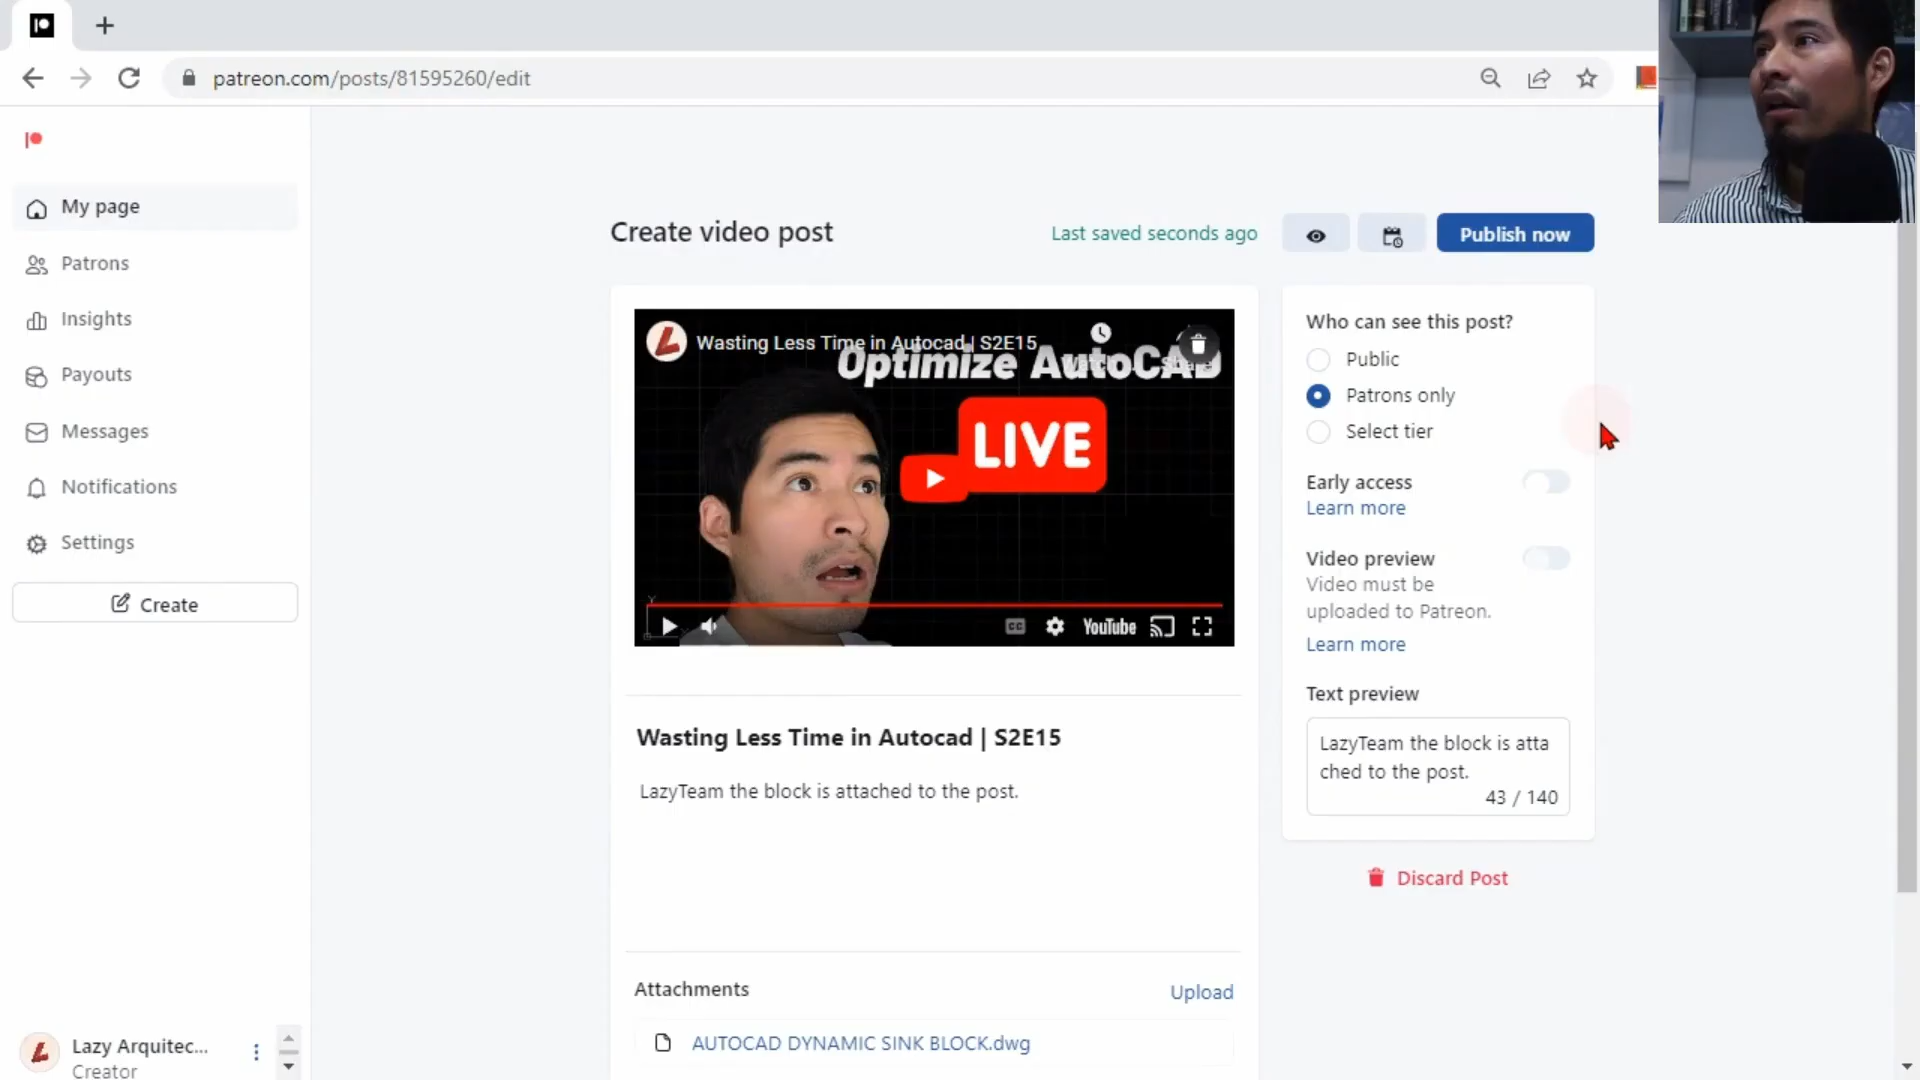 patreon.com/posts/81595260/edit
My page
Patrons
Insights
Payouts
Messages
Notifications
Settings
Create
Lazy Arquitec...
Creator
Create video post
Last saved seconds ago
Publish now
Wasting Less Time in Autocad | S2E15
Optimize AutoCAD
LIVE
CC
YouTube
Wasting Less Time in Autocad | S2E15
LazyTeam the block is attached to the post.
Attachments
Upload
AUTOCAD DYNAMIC SINK BLOCK.dwg
Who can see this post?
Public
Patrons only
Select tier
Early access
Learn more
Video preview
Video must be
uploaded to Patreon.
Learn more
Text preview
LazyTeam the block is atta
ched to the post.
43 / 140
Discard Post